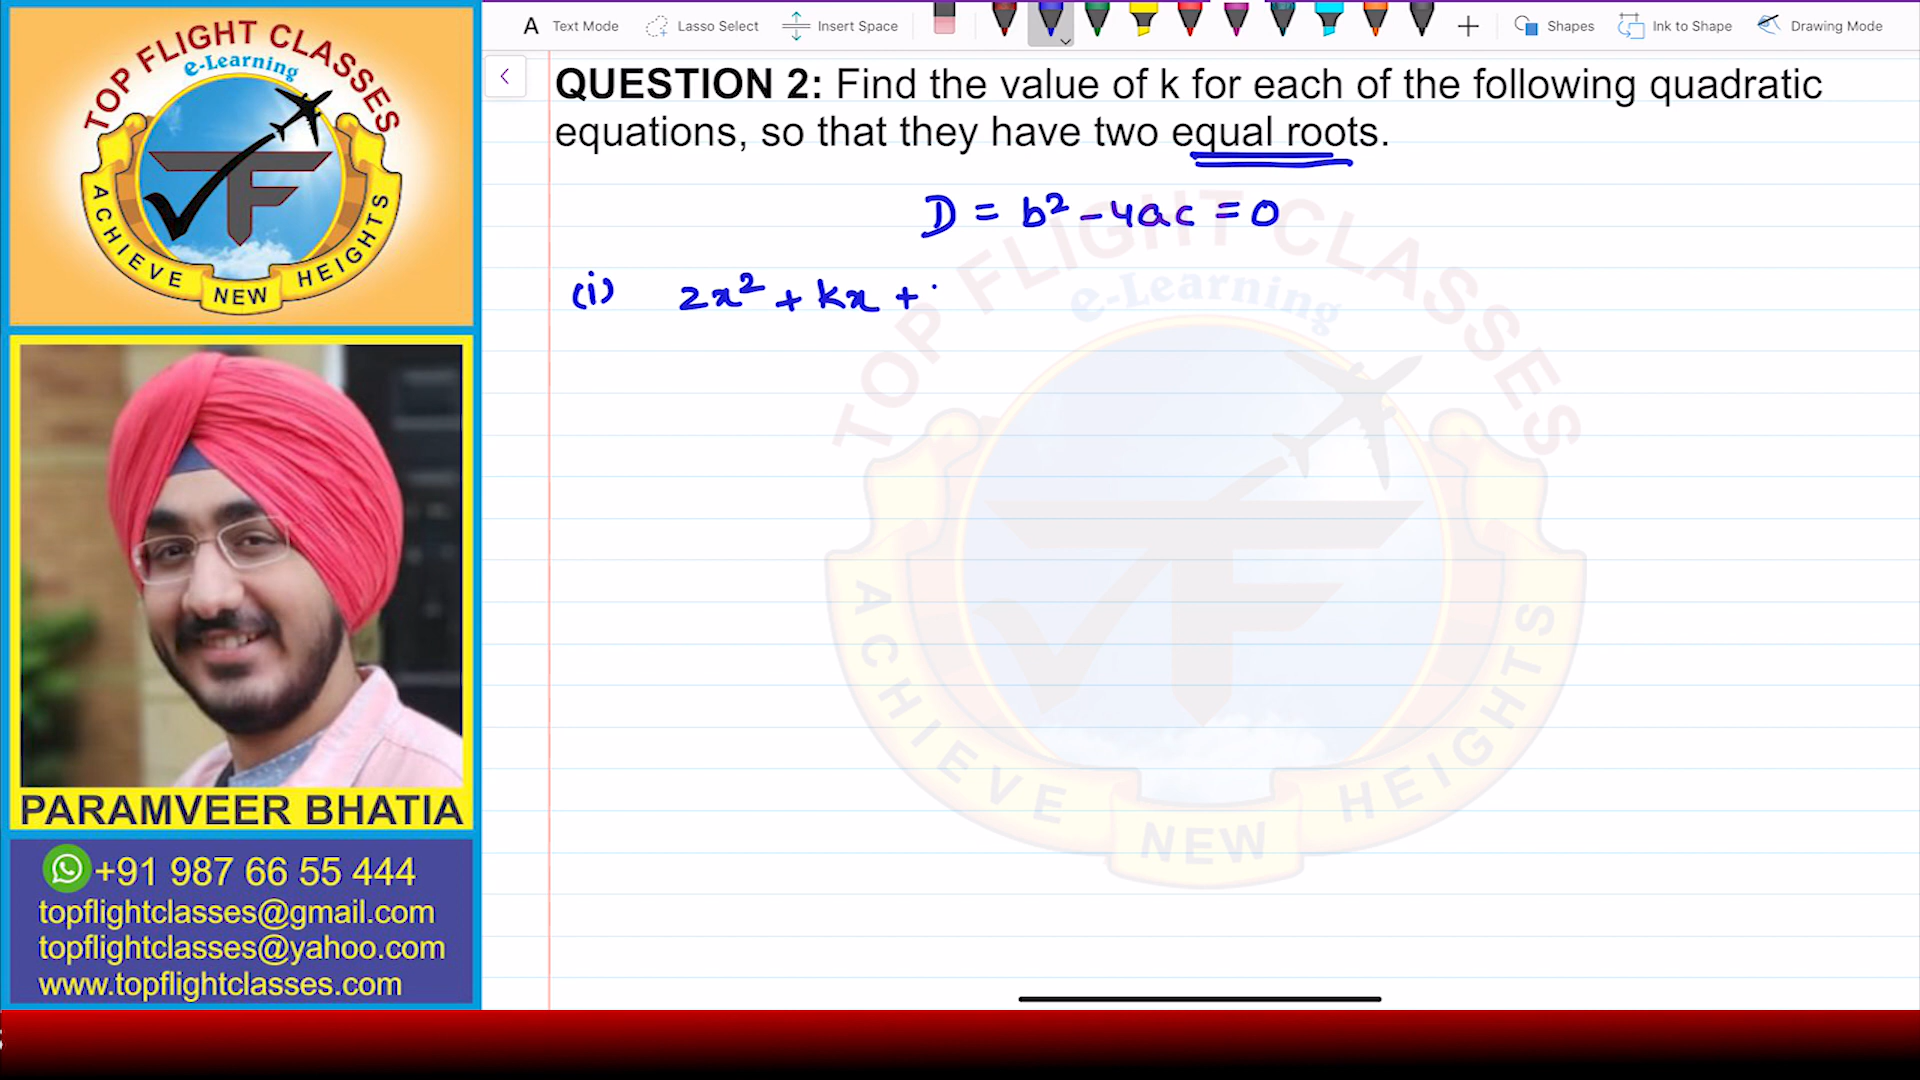 TOP FLIGHT CLASSES
e-Learning
TF
ACHIEVE NEW HEIGHTS
PARAMVEER BHATIA
+91 987 66 55 444
topflightclasses@gmail.com
topflightclasses@yahoo.com
www.topflightclasses.com
A Text Mode Lasso Select Insert Space Shapes Ink to Shape Drawing Mode
QUESTION 2: Find the value of k for each of the following quadratic
equations, so that they have two equal roots.
D = b² - 4ac = 0
(i) 2x² + kx +
TOP FLIGHT CLASSES
e-Learning
TF
ACHIEVE NEW HEIGHTS